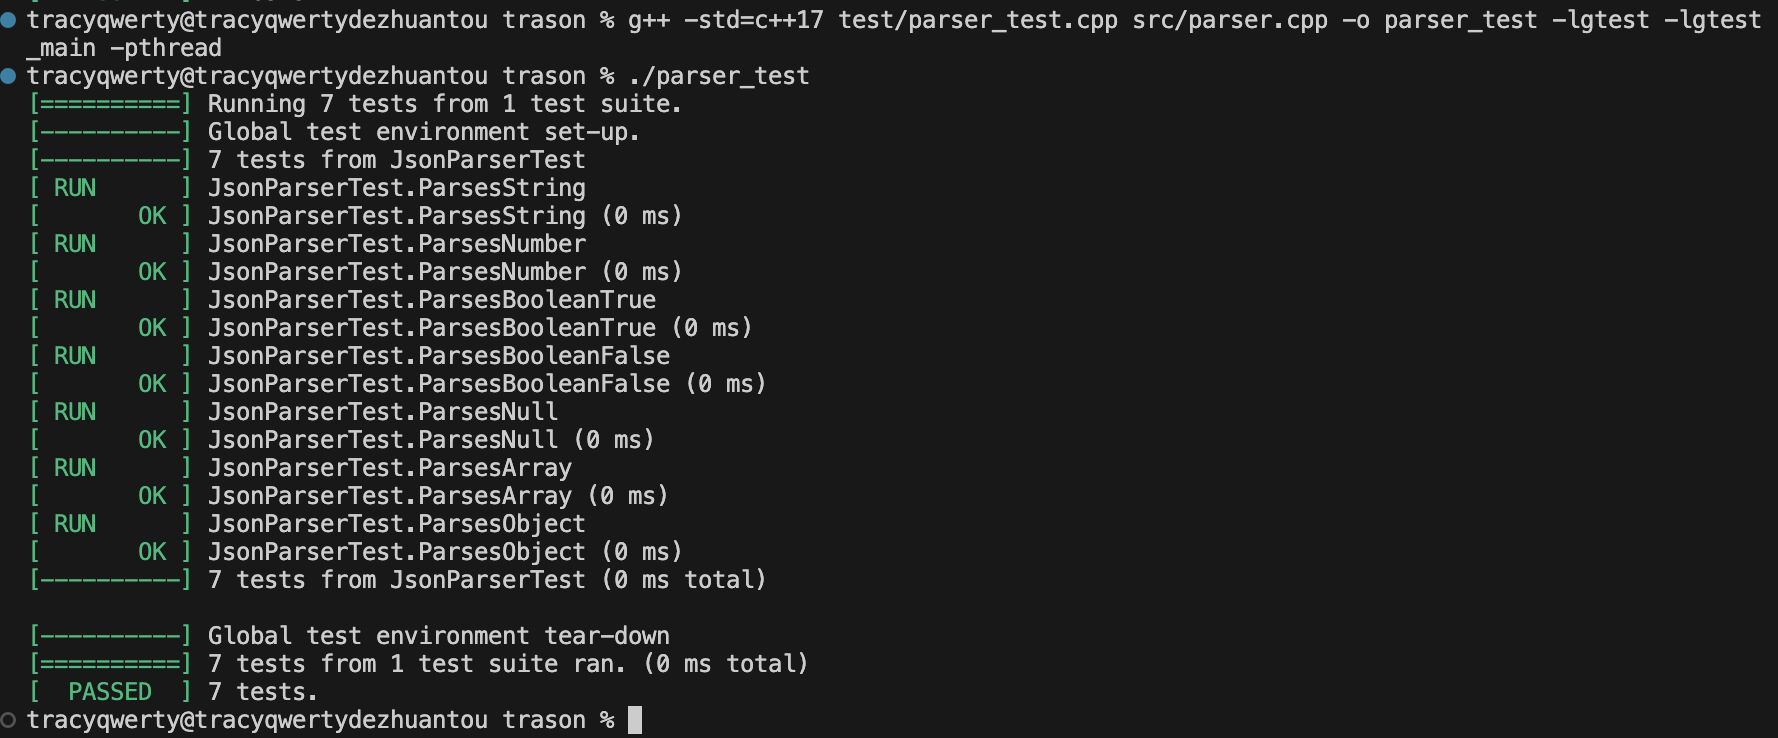 tracyqwerty@tracyqwertydezhuantou trason % g++ -std=c++17 test/parser_test.cpp src/parser.cpp -o parser_test -lgtest -lgtest
_main -pthread
tracyqwerty@tracyqwertydezhuantou trason % ./parser_test
[==========] Running 7 tests from 1 test suite.
[----------] Global test environment set-up.
[----------] 7 tests from JsonParserTest
[ RUN      ] JsonParserTest.ParsesString
[       OK ] JsonParserTest.ParsesString (0 ms)
[ RUN      ] JsonParserTest.ParsesNumber
[       OK ] JsonParserTest.ParsesNumber (0 ms)
[ RUN      ] JsonParserTest.ParsesBooleanTrue
[       OK ] JsonParserTest.ParsesBooleanTrue (0 ms)
[ RUN      ] JsonParserTest.ParsesBooleanFalse
[       OK ] JsonParserTest.ParsesBooleanFalse (0 ms)
[ RUN      ] JsonParserTest.ParsesNull
[       OK ] JsonParserTest.ParsesNull (0 ms)
[ RUN      ] JsonParserTest.ParsesArray
[       OK ] JsonParserTest.ParsesArray (0 ms)
[ RUN      ] JsonParserTest.ParsesObject
[       OK ] JsonParserTest.ParsesObject (0 ms)
[----------] 7 tests from JsonParserTest (0 ms total)

[----------] Global test environment tear-down
[==========] 7 tests from 1 test suite ran. (0 ms total)
[  PASSED  ] 7 tests.
tracyqwerty@tracyqwertydezhuantou trason %